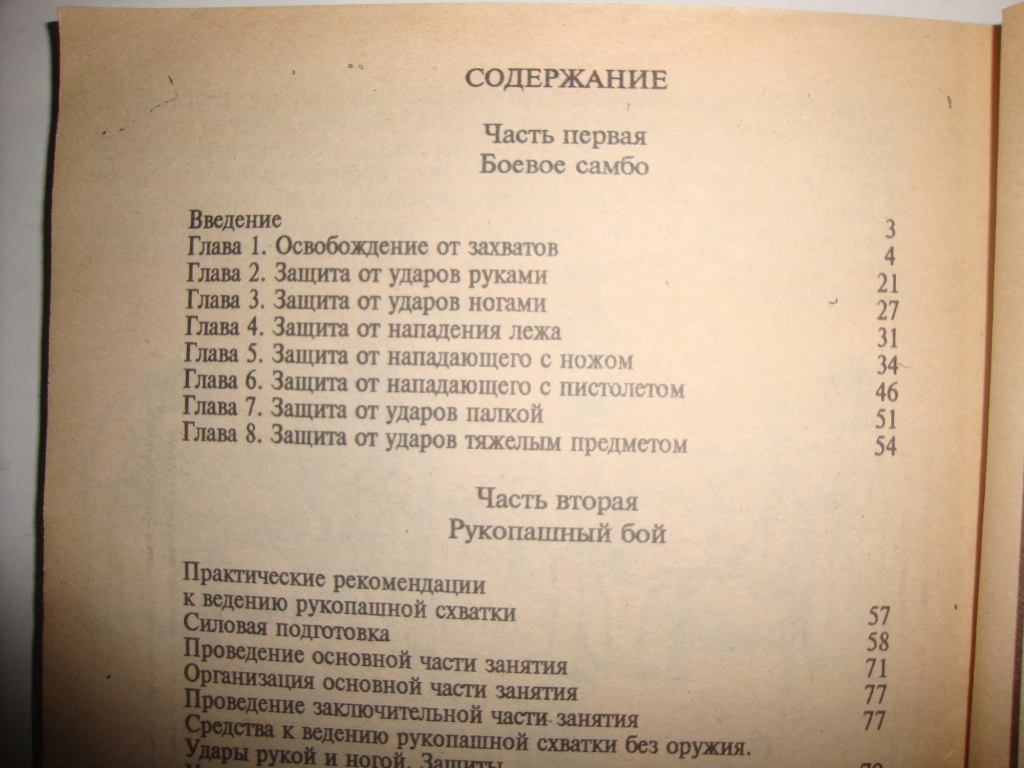 СОДЕРЖАНИЕ
Часть первая
Боевое самбо
Введение 3
Глава 1. Освобождение от захватов 4
Глава 2. Защита от ударов руками 21
Глава 3. Защита от ударов ногами 27
Глава 4. Защита от нападения лежа 31
Глава 5. Защита от нападающего с ножом 34
Глава 6. Защита от нападающего с пистолетом 46
Глава 7. Защита от ударов палкой 51
Глава 8. Защита от ударов тяжелым предметом 54
Часть вторая
Рукопашный бой
Практические рекомендации
к ведению рукопашной схватки 57
Силовая подготовка 58
Проведение основной части занятия 71
Организация основной части занятия 77
Проведение заключительной части занятия 77
Средства к ведению рукопашной схватки без оружия.
Удары рукой и ногой. Защиты